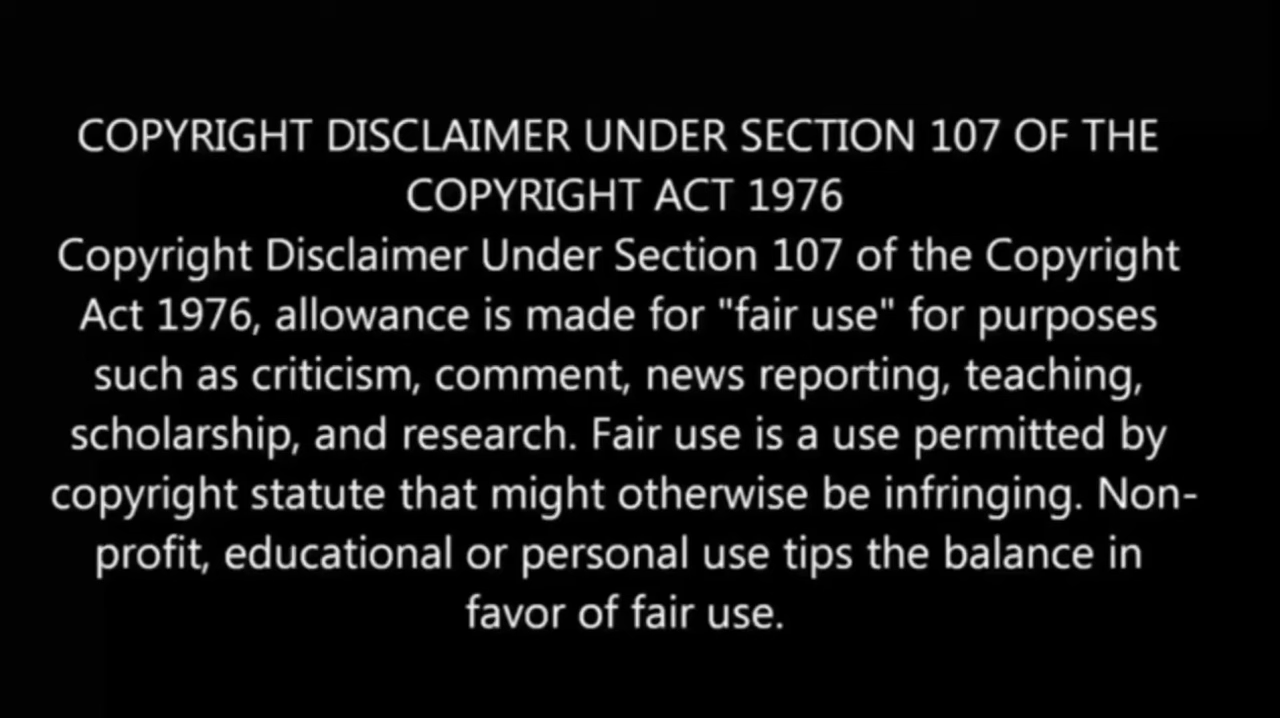 COPYRIGHT DISCLAIMER UNDER SECTION 107 OF THE
COPYRIGHT ACT 1976
Copyright Disclaimer Under Section 107 of the Copyright
Act 1976, allowance is made for "fair use" for purposes
such as criticism, comment, news reporting, teaching,
scholarship, and research. Fair use is a use permitted by
copyright statute that might otherwise be infringing. Non-
profit, educational or personal use tips the balance in
favor of fair use.